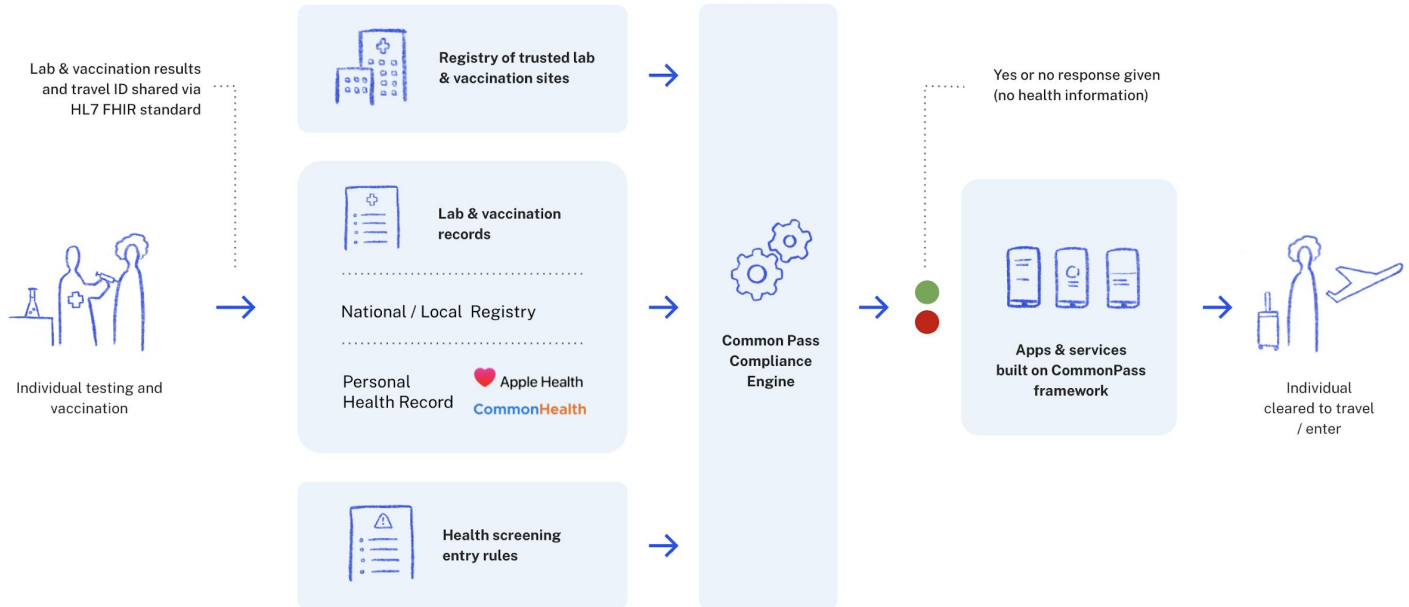 Lab & vaccination results
and travel ID shared via
HL7 FHIR standard
Individual testing and
vaccination
Registry of trusted lab
& vaccination sites
Lab & vaccination
records
National / Local Registry
Personal
Health Record
Apple Health
CommonHealth
Health screening
entry rules
Common Pass
Compliance
Engine
Yes or no response given
(no health information)
Apps & services
built on CommonPass
framework
Individual
cleared to travel
/ enter